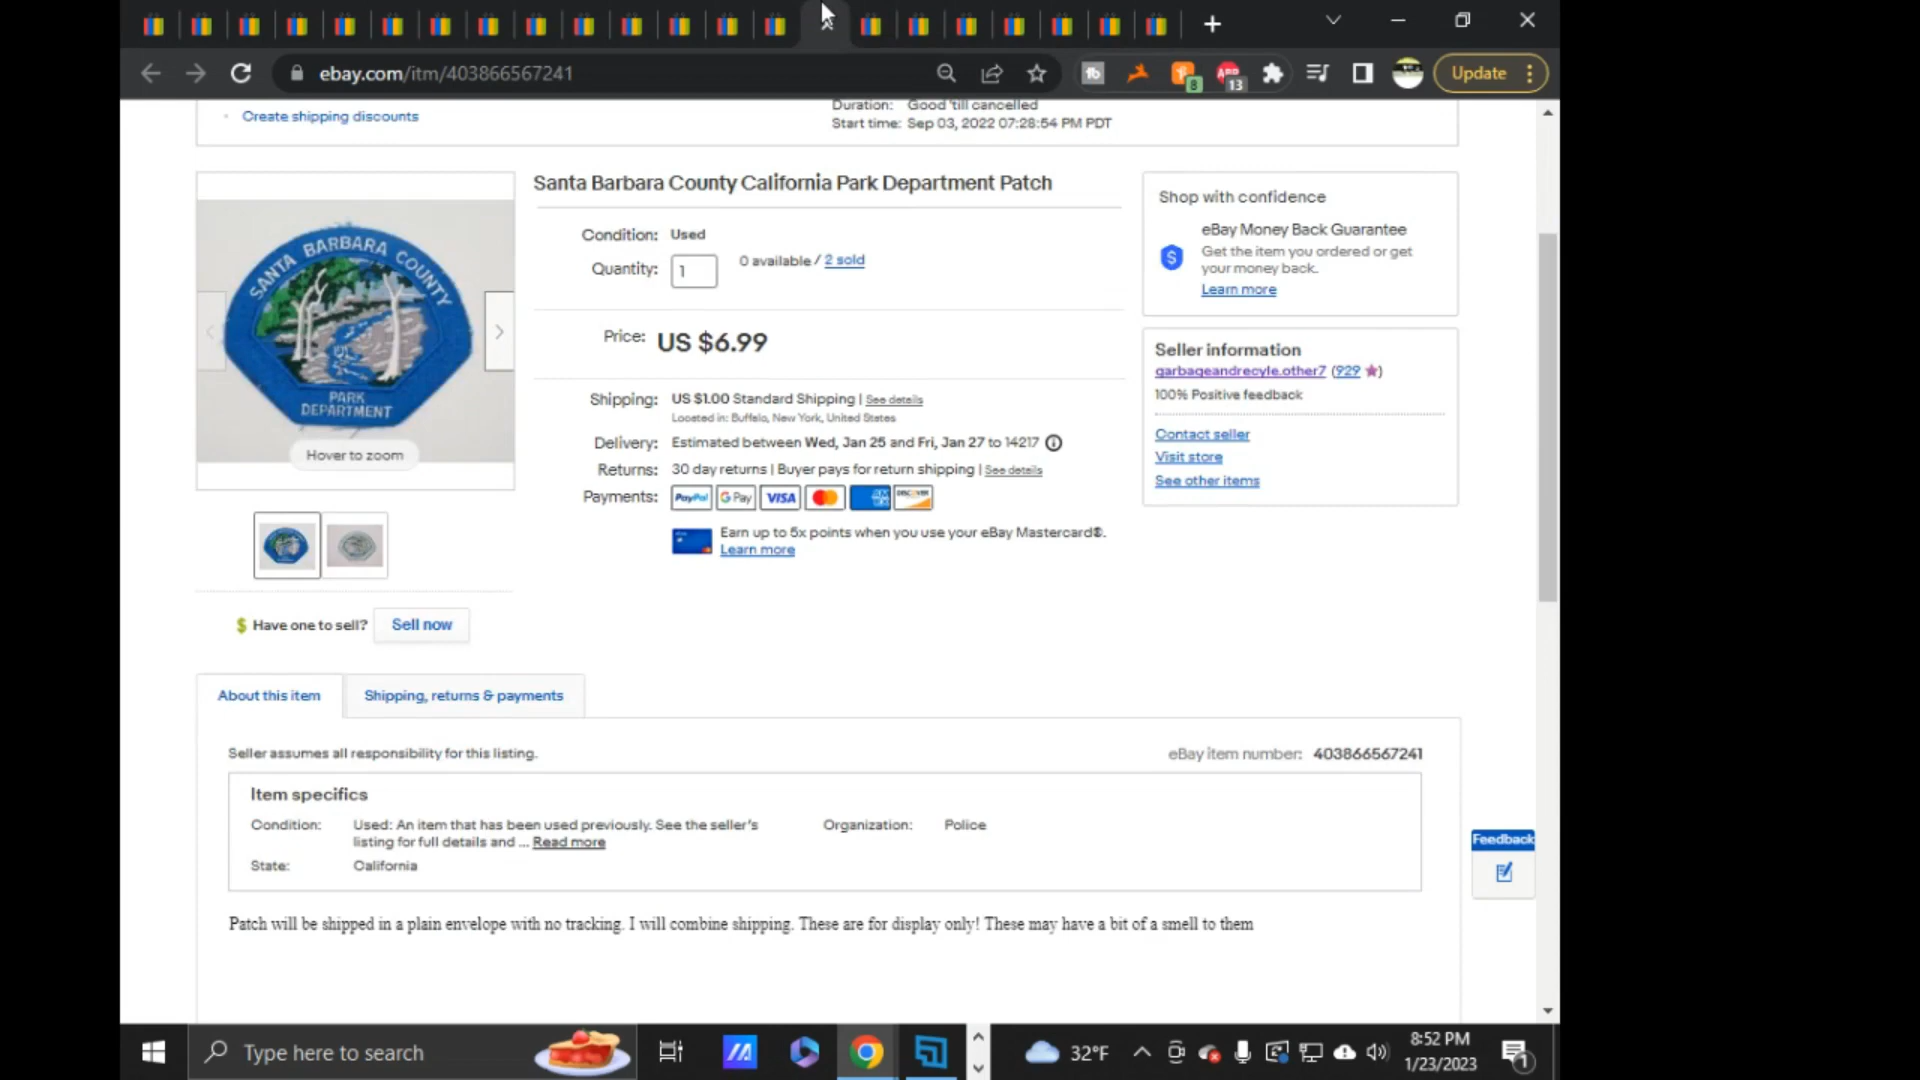 ebay.com/itm/403866567241
8
13
Update
Create shipping discounts
Duration: Good 'till cancelled
Start time: Sep 03, 2022 07:28:54 PM PDT
Santa Barbara County California Park Department Patch
SANTA BARBARA COUNTY
PARK
DEPARTMENT
Hover to zoom
Condition: Used
Quantity: 1 0 available / 2 sold
Price: US $6.99
Shipping: US $1.00 Standard Shipping | See details
Located in: Buffalo, New York, United States
Delivery: Estimated between Wed, Jan 25 and Fri, Jan 27 to 14217
Returns: 30 day returns | Buyer pays for return shipping | See details
Payments: PayPal G Pay VISA DISCOVER
Earn up to 5x points when you use your eBay Mastercard®.
Learn more
Shop with confidence
eBay Money Back Guarantee
Get the item you ordered or get
your money back.
Learn more
Seller information
garbageandrecyle.other7 (929)
100% Positive feedback
Contact seller
Visit store
See other items
$ Have one to sell? Sell now
About this item Shipping, returns & payments
Seller assumes all responsibility for this listing.
eBay item number: 403866567241
Item specifics
Condition: Used: An item that has been used previously. See the seller's
listing for full details and ... Read more
Organization: Police
State: California
Feedback
Patch will be shipped in a plain envelope with no tracking. I will combine shipping. These are for display only! These may have a bit of a smell to them
Type here to search
32°F
8:52 PM
1/23/2023
1